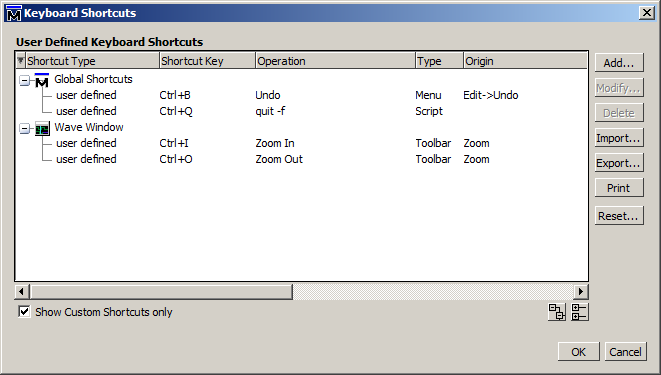 Keyboard Shortcuts
User Defined Keyboard Shortcuts
Shortcut Type Shortcut Key Operation Type Origin
Global Shortcuts
user defined Ctrl+B Undo Menu Edit->Undo
user defined Ctrl+Q quit -f Script
Wave Window
user defined Ctrl+I Zoom In Toolbar Zoom
user defined Ctrl+O Zoom Out Toolbar Zoom
Add...
Modify...
Delete
Import...
Export...
Print
Reset...
Show Custom Shortcuts only
OK Cancel